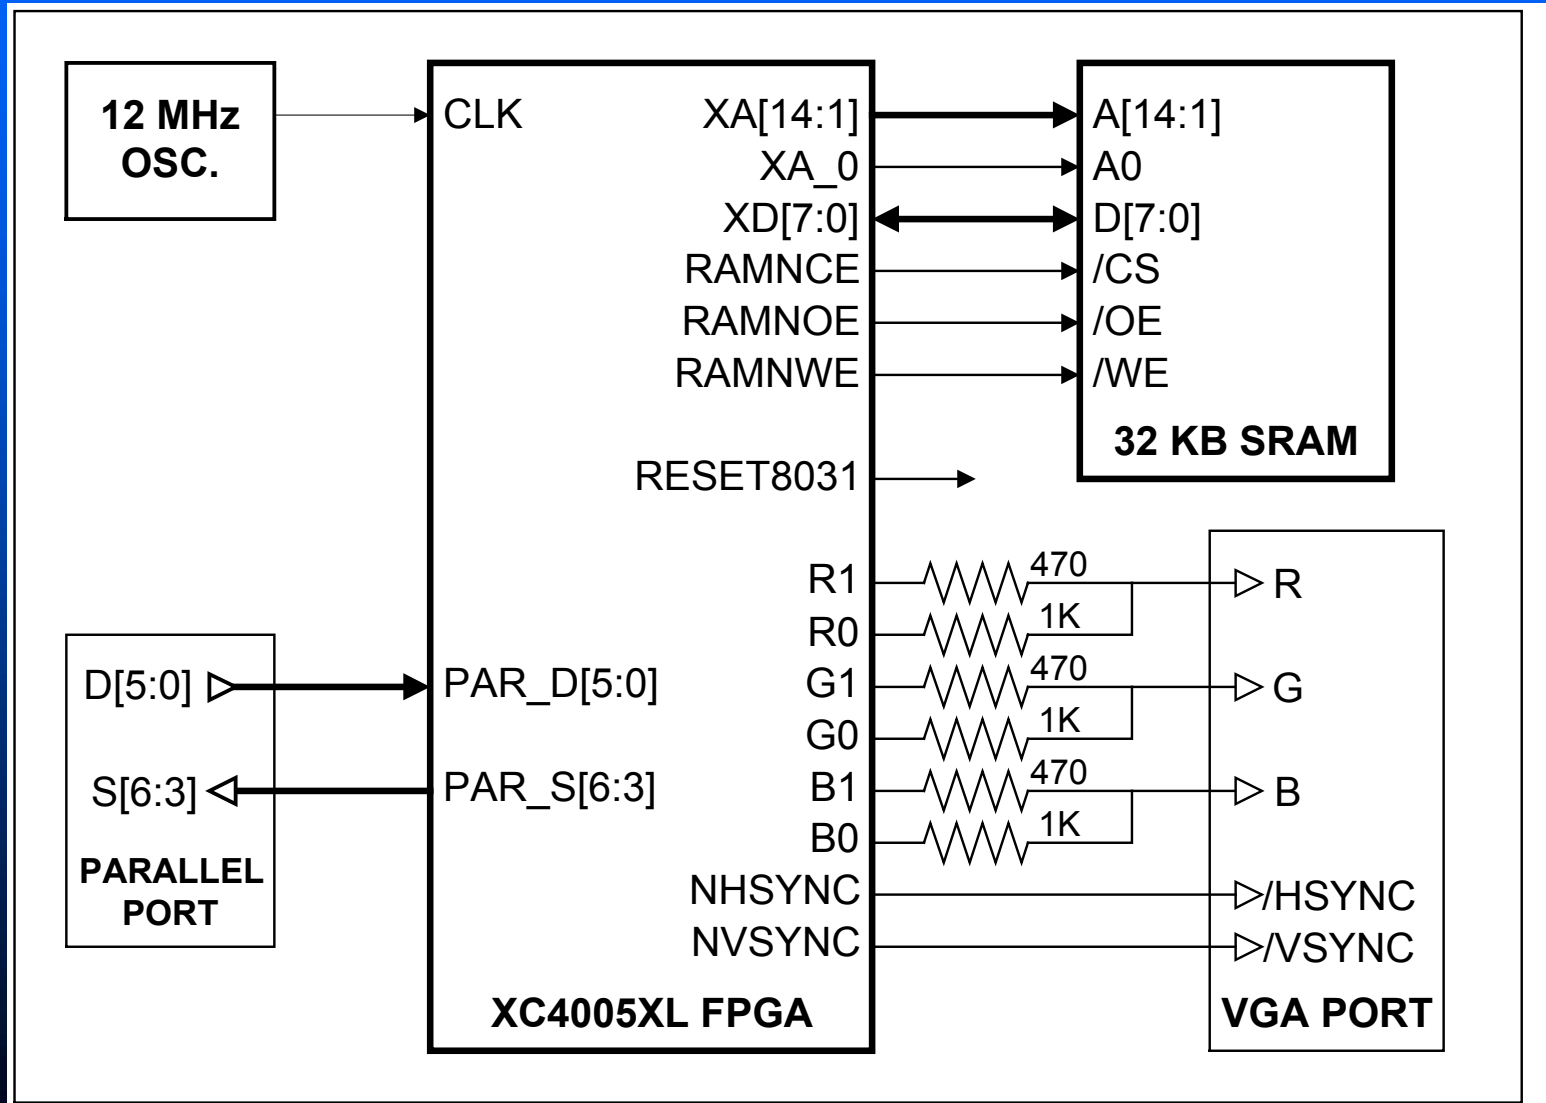 12 MHz
OSC.
CLK
XA[14:1]
XA_0
XD[7:0]
RAMNCE
RAMNOE
RAMNWE
RESET8031
A[14:1]
A0
D[7:0]
/CS
/OE
/WE
32 KB SRAM
D[5:0]
S[6:3]
PARALLEL
PORT
PAR_D[5:0]
PAR_S[6:3]
R1
R0
G1
G0
B1
B0
NHSYNC
NVSYNC
XC4005XL FPGA
470
1K
470
1K
470
1K
R
G
B
/HSYNC
/VSYNC
VGA PORT